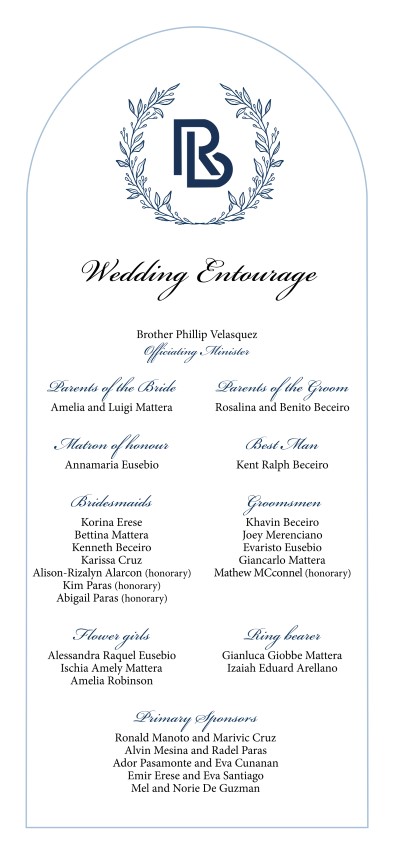 RB
Wedding Entourage
Brother Phillip Velasquez
Officiating Minister
Parents of the Bride
Amelia and Luigi Mattera
Parents of the Groom
Rosalina and Benito Beceiro
Matron of honour
Annamaria Eusebio
Best Man
Kent Ralph Beceiro
Bridesmaids
Korina Erese
Bettina Mattera
Kenneth Beceiro
Karissa Cruz
Alison-Rizalyn Alarcon (honorary)
Kim Paras (honorary)
Abigail Paras (honorary)
Groomsmen
Khavin Beceiro
Joey Merenciano
Evaristo Eusebio
Giancarlo Mattera
Mathew MCconnel (honorary)
Flower girls
Alessandra Raquel Eusebio
Ischia Amely Mattera
Amelia Robinson
Ring bearer
Gianluca Giobbe Mattera
Izaiah Eduard Arellano
Primary Sponsors
Ronald Manoto and Marivic Cruz
Alvin Mesina and Radel Paras
Ador Pasamonte and Eva Cunanan
Emir Erese and Eva Santiago
Mel and Norie De Guzman